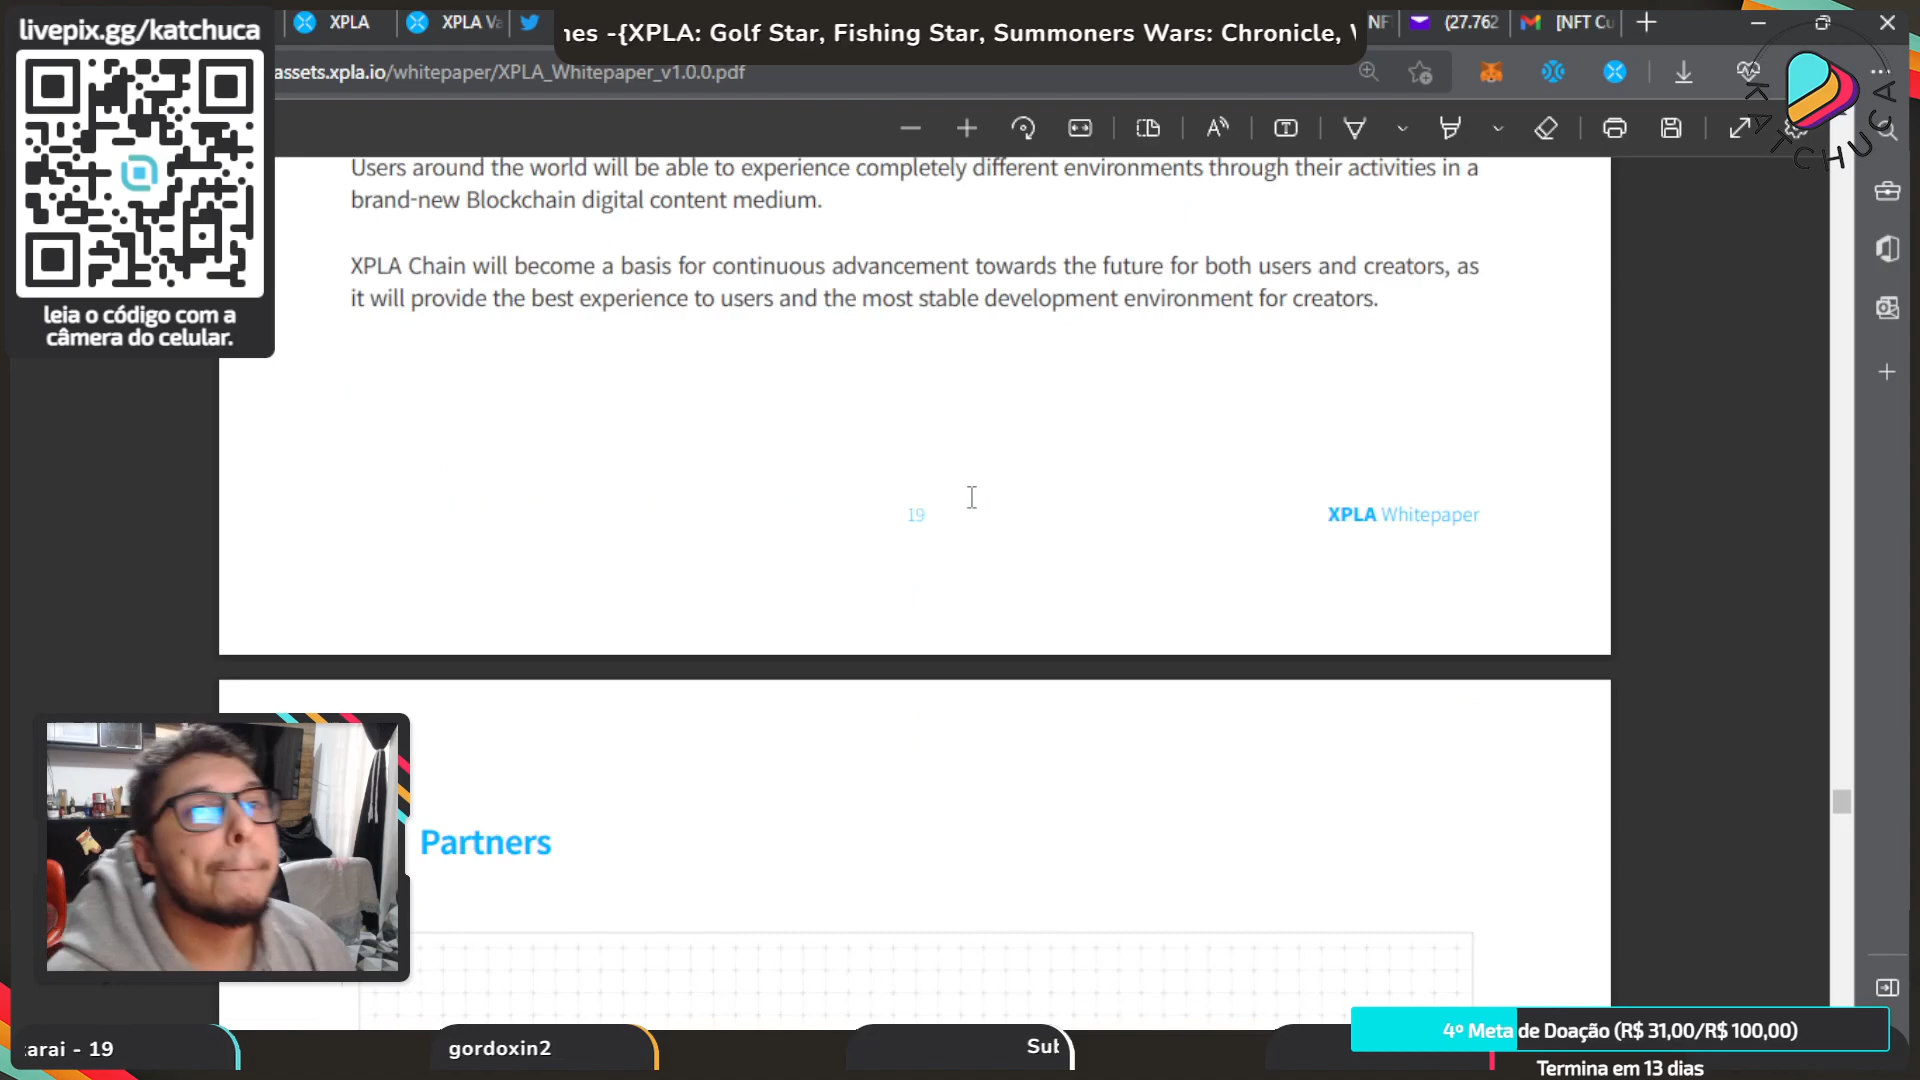 livepix.gg/katchuca
XPLA
XPLA Va
nes -{XPLA: Golf Star, Fishing Star, Summoners Wars: Chronicle,
NF
(27.762
[NFT Cu
assets.xpla.io/whitepaper/XPLA_Whitepaper_v1.0.0.pdf
KATCHUCA
Users around the world will be able to experience completely different environments through their activities in a
brand-new Blockchain digital content medium.
XPLA Chain will become a basis for continuous advancement towards the future for both users and creators, as
it will provide the best experience to users and the most stable development environment for creators.
leia o código com a
câmera do celular.
19
XPLA Whitepaper
Partners
arai - 19
gordoxin2
Sub
4º Meta de Doação (R$ 31,00/R$ 100,00)
Termina em 13 dias